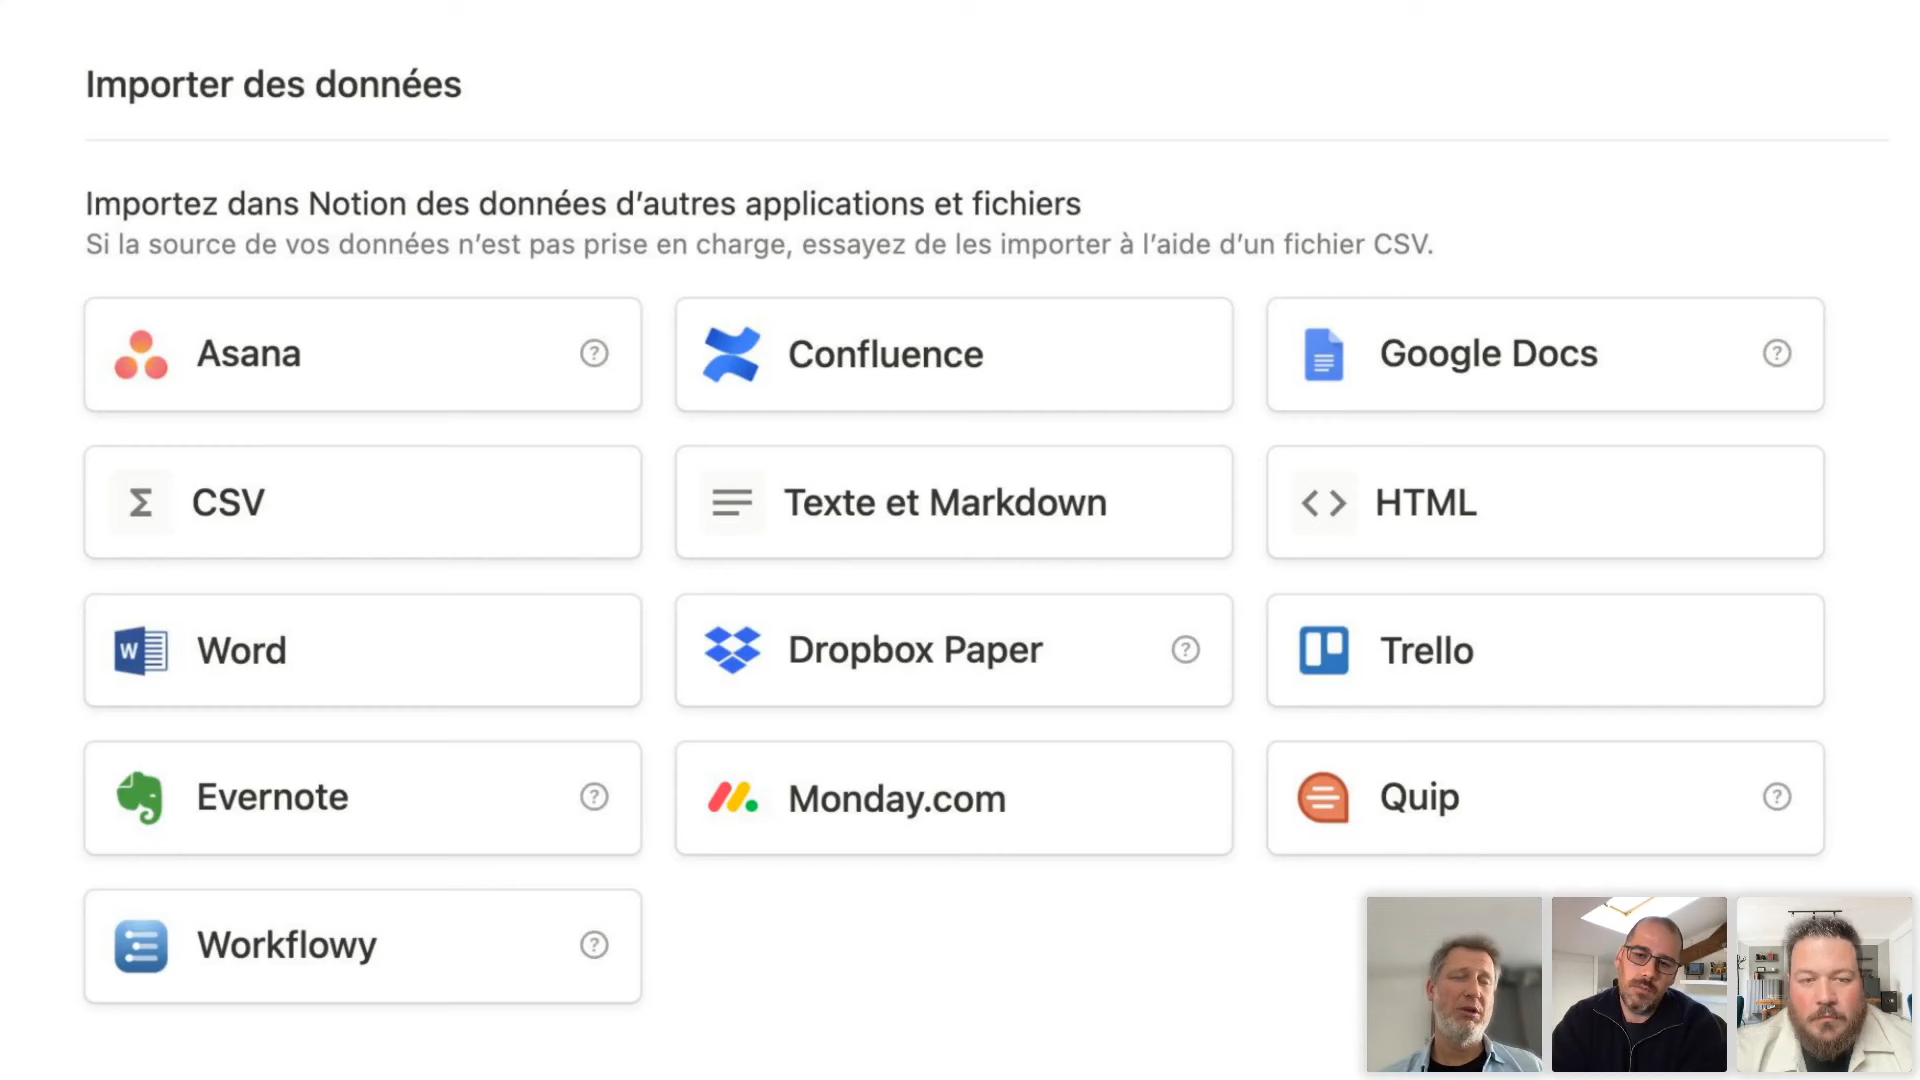 Importer des données
Importez dans Notion des données d’autres applications et fichiers
Si la source de vos données n’est pas prise en charge, essayez de les importer à l’aide d’un fichier CSV.
Asana ?
Confluence
Google Docs ?
Σ CSV
Texte et Markdown
<> HTML
W Word
Dropbox Paper ?
Trello
Evernote ?
Monday.com
Quip ?
Workflowy ?